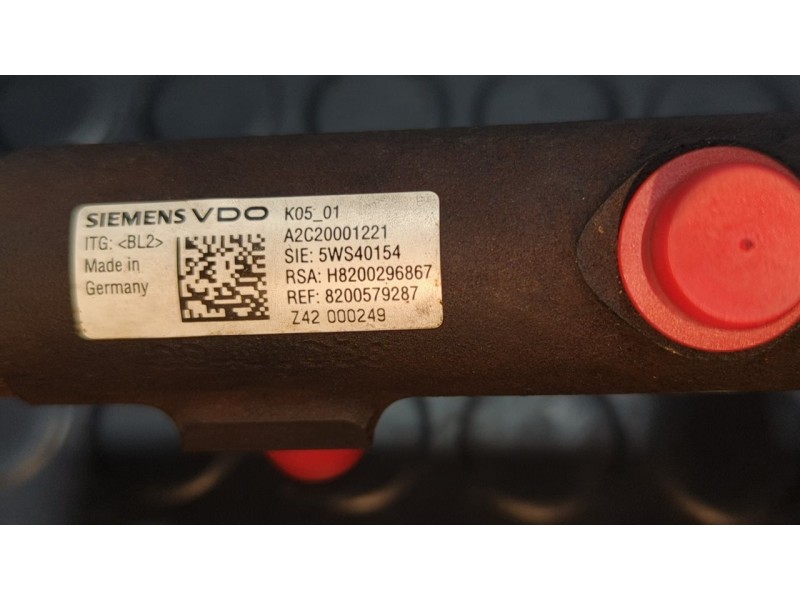 SIEMENS VDO K05_01
ITG: <BL2> A2C20001221
Made in SIE: 5WS40154
Germany RSA: H8200296867
REF: 8200579287
Z42 000249